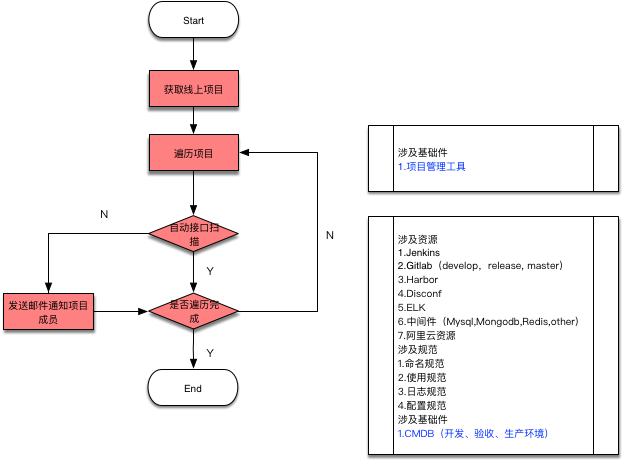 Start
获取线上项目
遍历项目
自动接口扫
描
N
Y
N
发送邮件通知项目
成员
是否遍历完
成
Y
End
涉及基础件
1.项目管理工具
涉及资源
1.Jenkins
2.Gitlab（develop，release, master）
3.Harbor
4.Disconf
5.ELK
6.中间件（Mysql,Mongodb,Redis,other）
7.阿里云资源
涉及规范
1.命名规范
2.使用规范
3.日志规范
4.配置规范
涉及基础件
1.CMDB（开发、验收、生产环境）